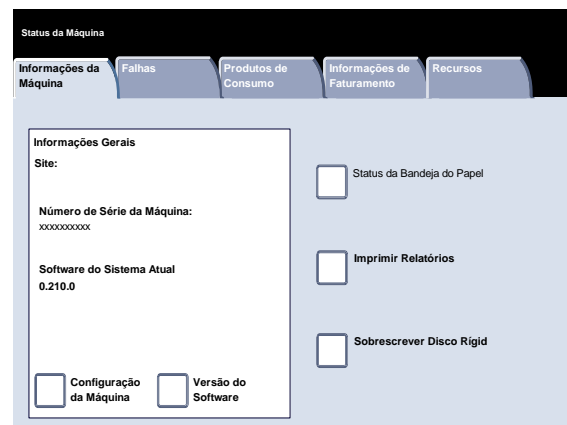 Status da Máquina
Informações da
Máquina
Falhas
Produtos de
Consumo
Informações de
Faturamento
Recursos
Informações Gerais
Site:
Número de Série da Máquina:
xxxxxxxxxx
Software do Sistema Atual
0.210.0
Configuração
da Máquina
Versão do
Software
Status da Bandeja do Papel
Imprimir Relatórios
Sobrescrever Disco Rígid